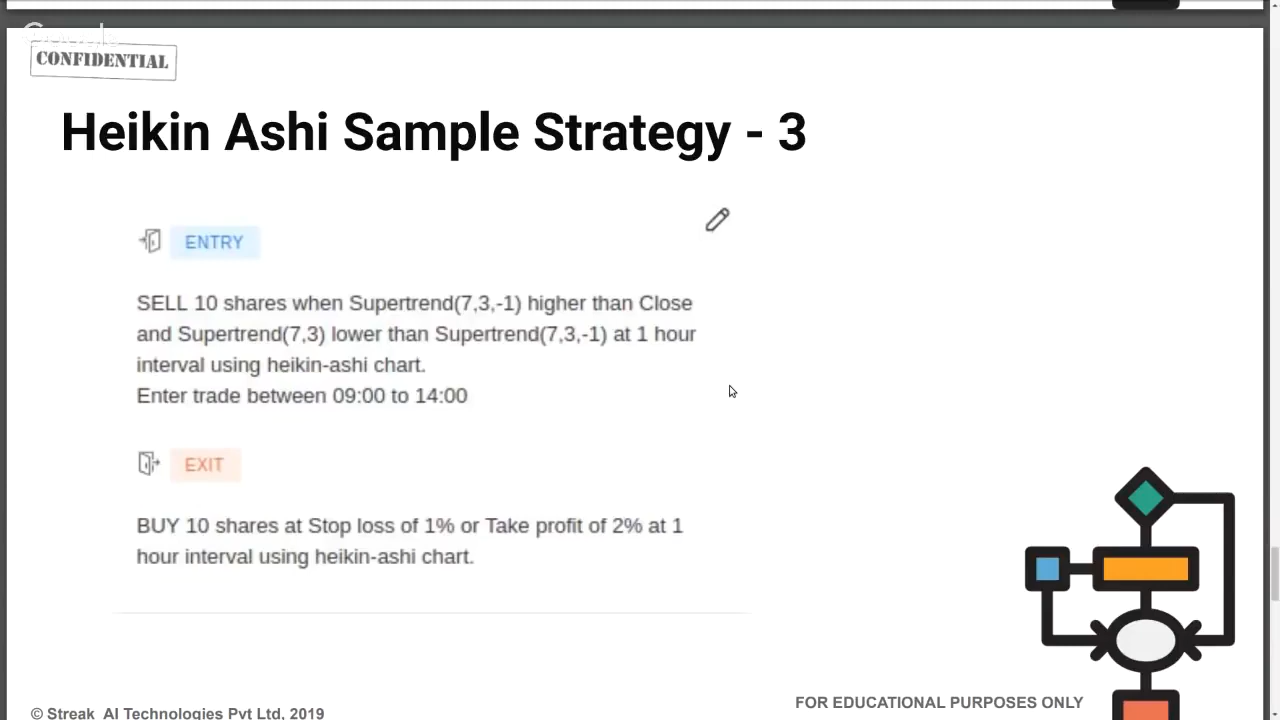 CONFIDENTIAL
Heikin Ashi Sample Strategy - 3
ENTRY
SELL 10 shares when Supertrend(7,3,-1) higher than Close
and Supertrend(7,3) lower than Supertrend(7,3,-1) at 1 hour
interval using heikin-ashi chart.
Enter trade between 09:00 to 14:00
EXIT
BUY 10 shares at Stop loss of 1% or Take profit of 2% at 1
hour interval using heikin-ashi chart.
FOR EDUCATIONAL PURPOSES ONLY
© Streak AI Technologies Pvt Ltd, 2019